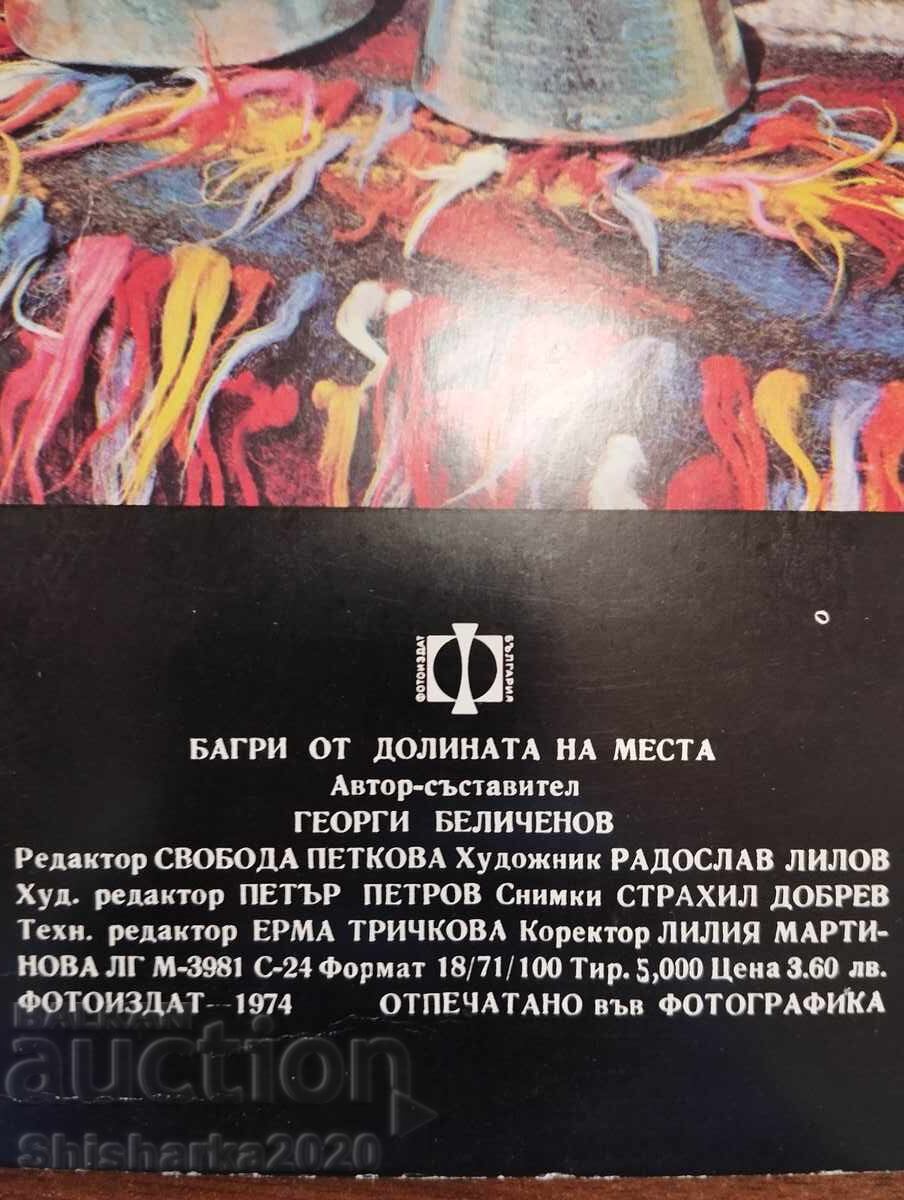 ФОТОИЗДАТ
БЪЛГАРИЯ
БАГРИ ОТ ДОЛИНАТА НА МЕСТА
Автор-съставител
ГЕОРГИ БЕЛИЧЕНОВ
Редактор СВОБОДА ПЕТКОВА Художник РАДОСЛАВ ЛИЛОВ
Худ. редактор ПЕТЪР ПЕТРОВ Снимки СТРАХИЛ ДОБРЕВ
Техн. редактор ЕРМА ТРИЧКОВА Коректор ЛИЛИЯ МАРТИ-
НОВА ЛГ М-3981 С-24 Формат 18/71/100 Тир. 5,000 Цена 3.60 лв.
ФОТОИЗДАТ—1974 ОТПЕЧАТАНО във ФОТОГРАФИКА
BALKAN
auction
Shisharka2020